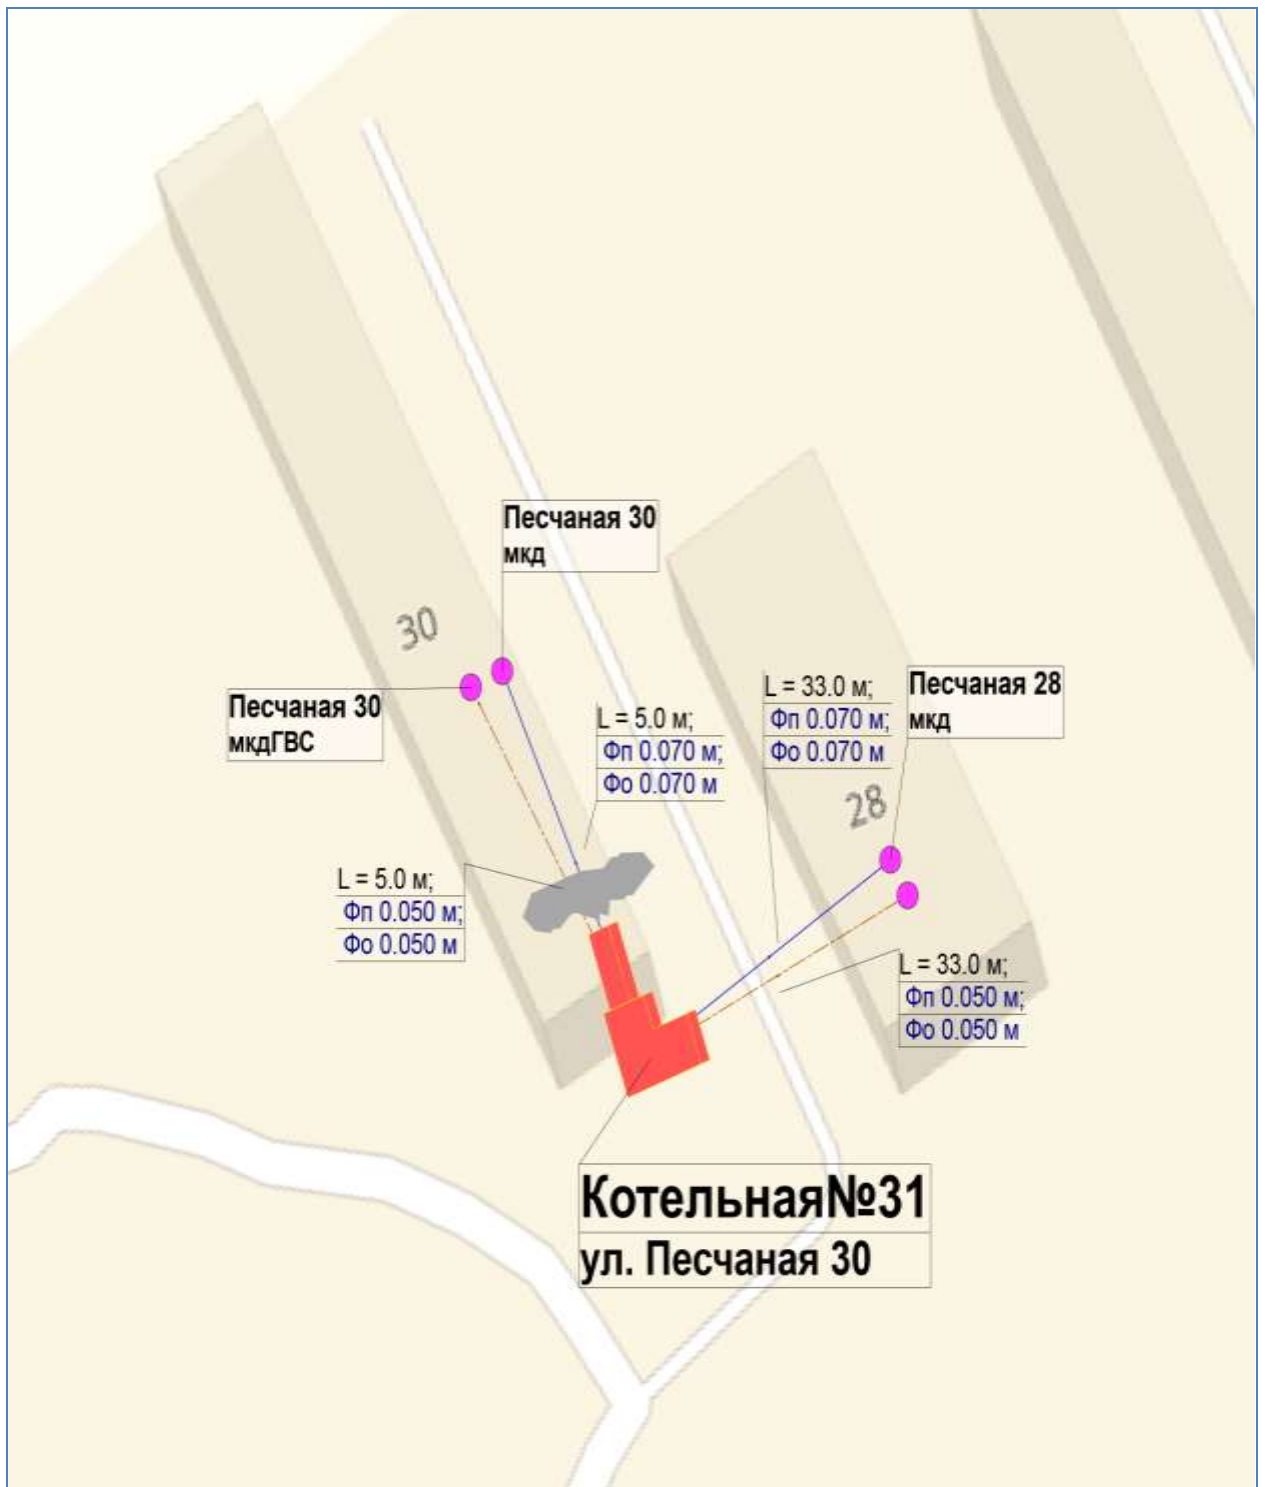 Песчаная 30
мкд
30
Песчаная 30
мкдГВС
L = 5.0 м;
Фп 0.070 м;
Фо 0.070 м
L = 33.0 м;
Фп 0.070 м;
Фо 0.070 м
Песчаная 28
мкд
28
L = 5.0 м;
Фп 0.050 м;
Фо 0.050 м
L = 33.0 м;
Фп 0.050 м;
Фо 0.050 м
Котельная№31
ул. Песчаная 30